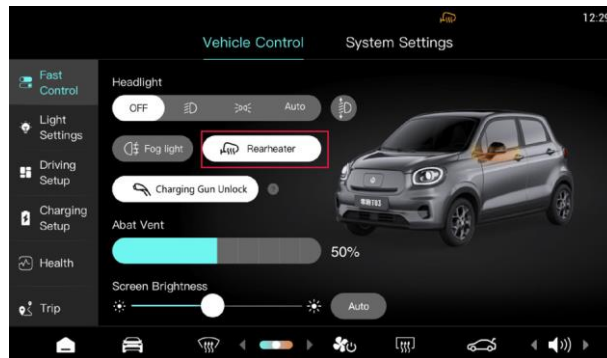 12:29
Vehicle Control
System Settings
Fast
Control
Light
Settings
Driving
Setup
Charging
Setup
Health
Trip
Headlight
OFF
Auto
Fog light
Rearheater
Charging Gun Unlock
Abat Vent
50%
Screen Brightness
Auto